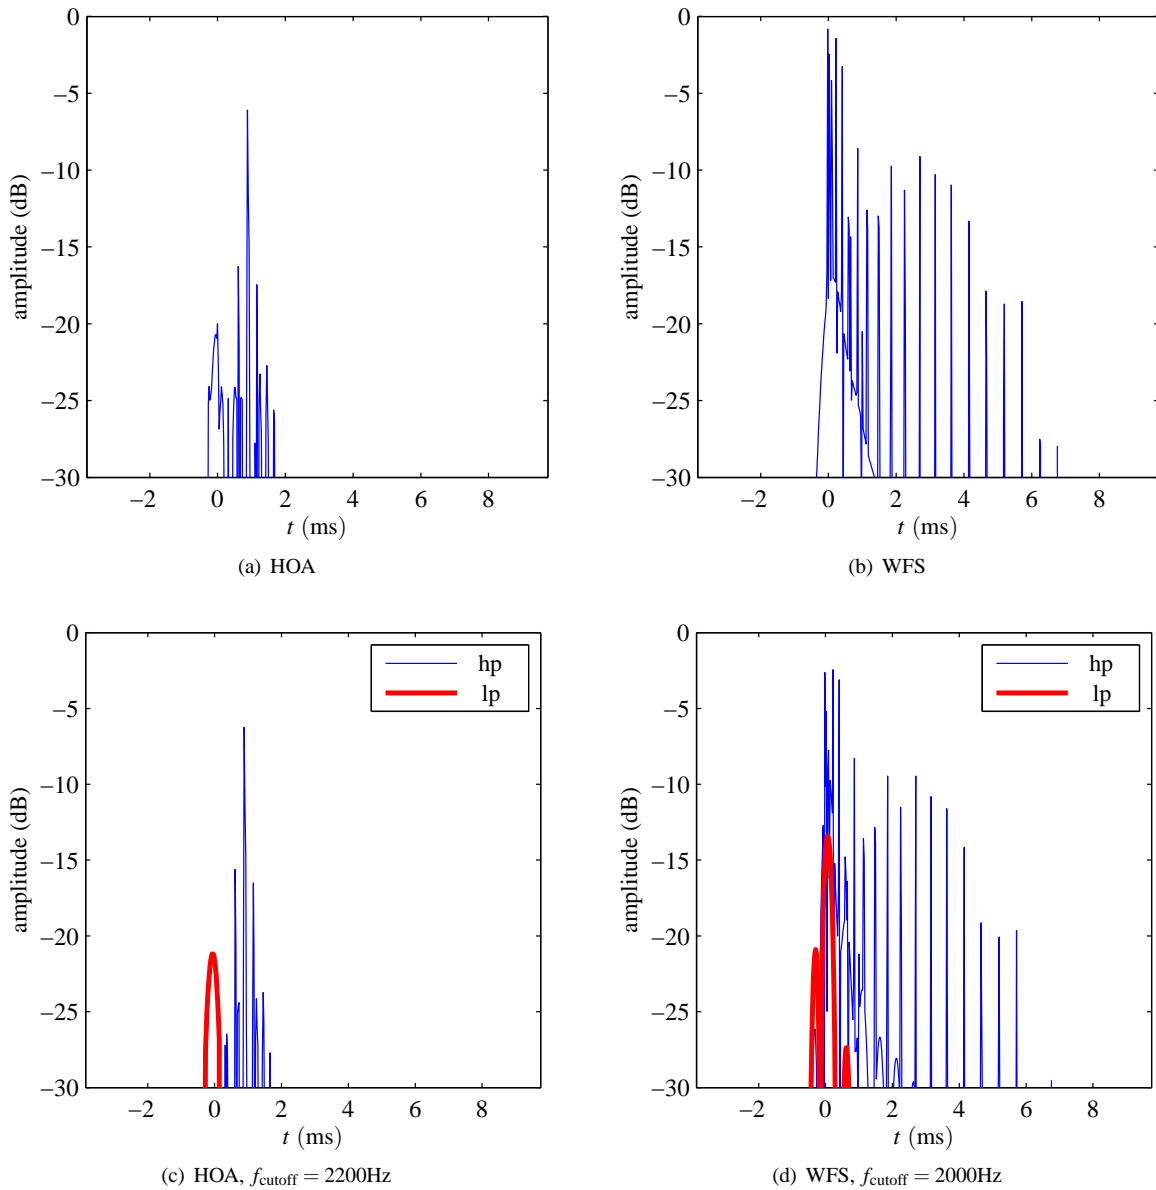 0
−5
−10
−15
−20
−25
−30
amplitude (dB)
−2 0 2 4 6 8
t (ms)
(a) HOA
0
−5
−10
−15
−20
−25
−30
amplitude (dB)
−2 0 2 4 6 8
t (ms)
(b) WFS
0
−5
−10
−15
−20
−25
−30
amplitude (dB)
hp
lp
−2 0 2 4 6 8
t (ms)
(c) HOA, fcutoff = 2200Hz
0
−5
−10
−15
−20
−25
−30
amplitude (dB)
hp
lp
−2 0 2 4 6 8
t (ms)
(d) WFS, fcutoff = 2000Hz